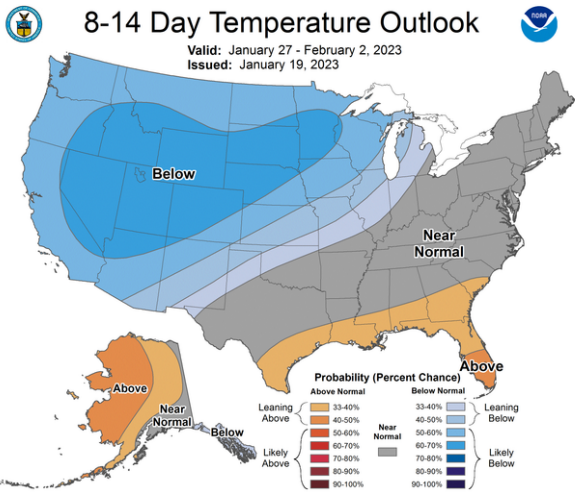 8-14 Day Temperature Outlook
Valid: January 27 - February 2, 2023
Issued: January 19, 2023
NOAA
Below
Near
Normal
Above
Above
Near
Normal
Below
Probability (Percent Chance)
Above Normal
Below Normal
Leaning
Above
33-40%
40-50%
Likely
Above
50-60%
60-70%
70-80%
80-90%
90-100%
Near
Normal
33-40%
40-50%
Leaning
Below
50-60%
60-70%
70-80%
80-90%
90-100%
Likely
Below